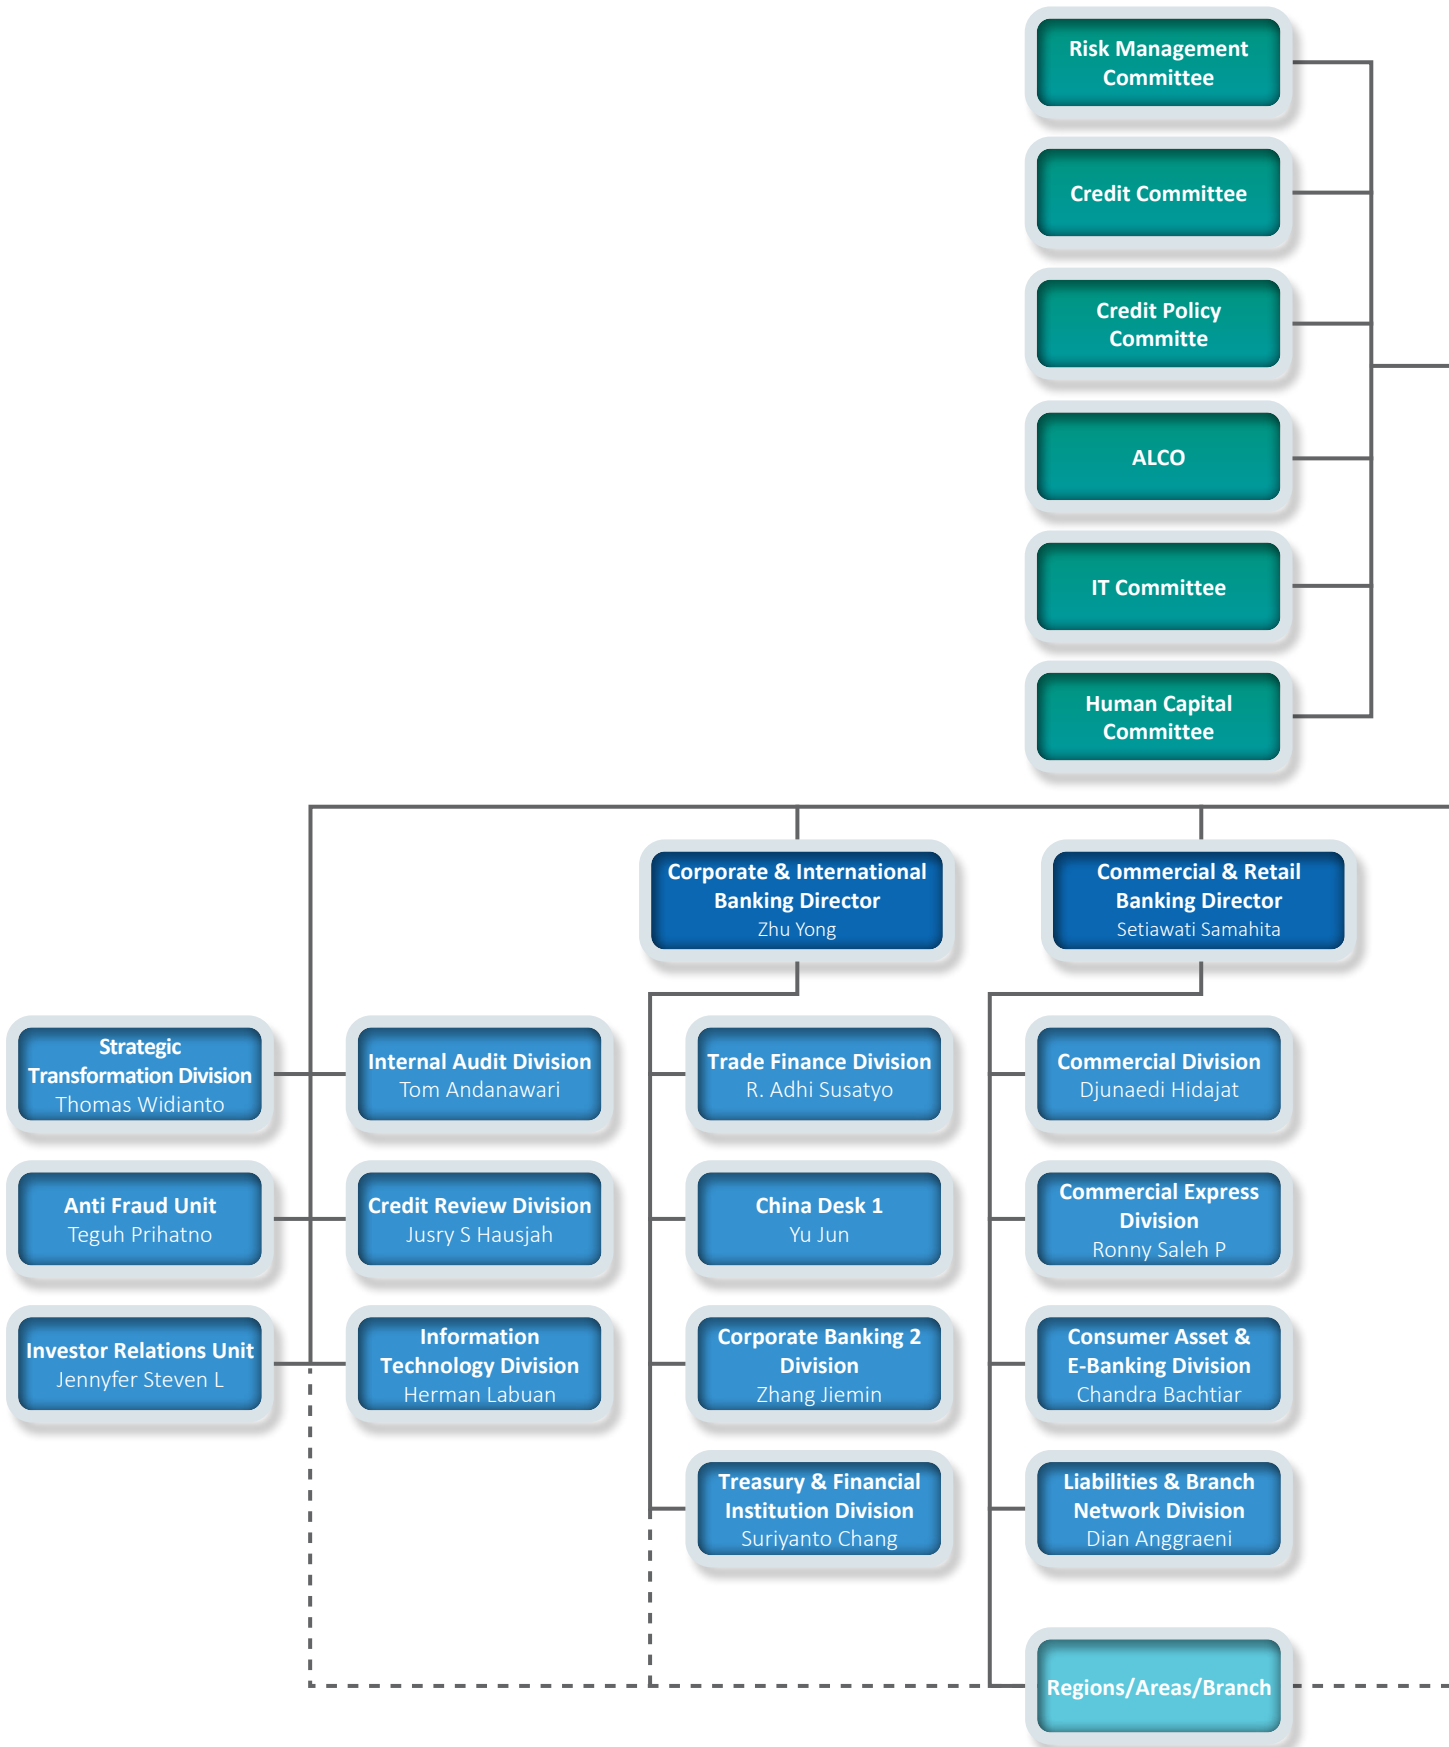 Risk Management
Committee
Credit Committee
Credit Policy
Committe
ALCO
IT Committee
Human Capital
Committee
Corporate & International
Banking Director
Zhu Yong
Commercial & Retail
Banking Director
Setiawati Samahita
Strategic
Transformation Division
Thomas Widianto
Internal Audit Division
Tom Andanawari
Trade Finance Division
R. Adhi Susatyo
Commercial Division
Djunaedi Hidajat
Anti Fraud Unit
Teguh Prihatno
Credit Review Division
Jusry S Hausjah
China Desk 1
Yu Jun
Commercial Express
Division
Ronny Saleh P
Investor Relations Unit
Jennyfer Steven L
Information
Technology Division
Herman Labuan
Corporate Banking 2
Division
Zhang Jiemin
Consumer Asset &
E-Banking Division
Chandra Bachtiar
Treasury & Financial
Institution Division
Suriyanto Chang
Liabilities & Branch
Network Division
Dian Anggraeni
Regions/Areas/Branch